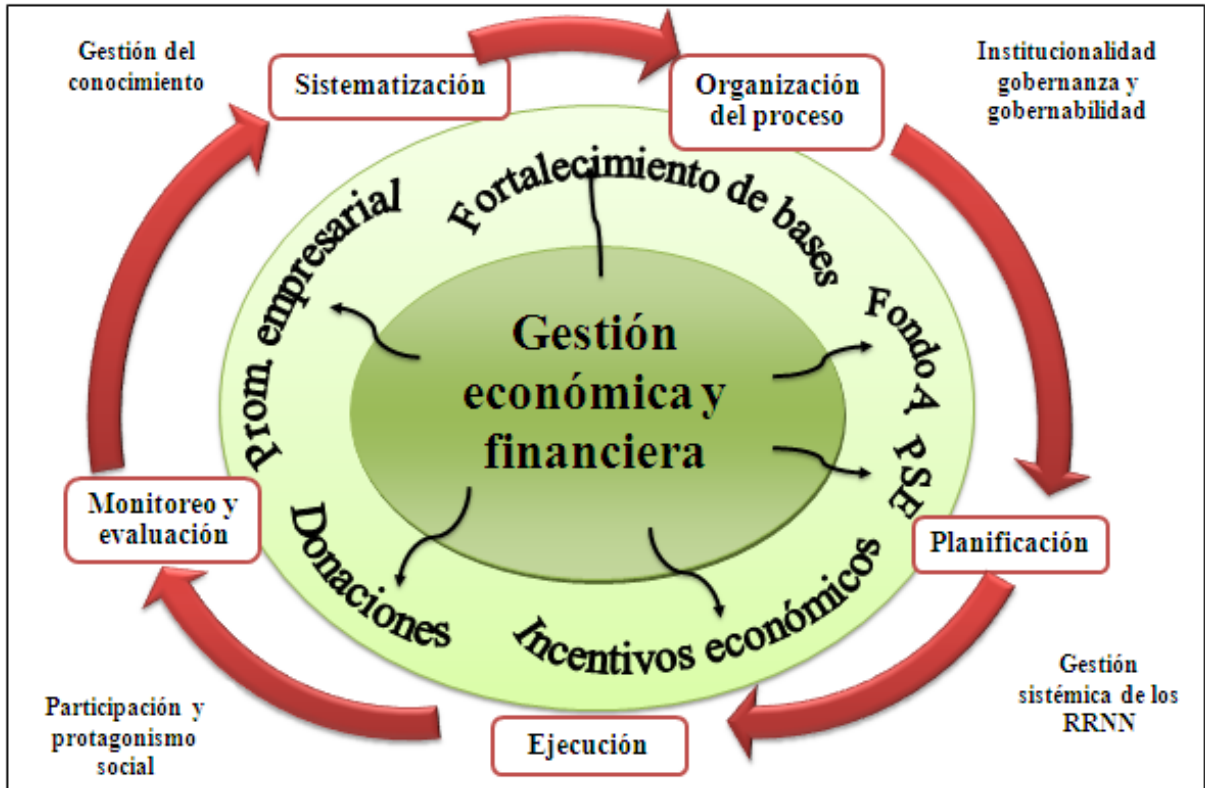 Gestión del
conocimiento
Sistematización
Organización
del proceso
Institucionalidad
gobernanza y
gobernabilidad
Fortalecimiento de bases
Prom. empresarial
Fondo A
PSE
Gestión
económica y
financiera
Monitoreo y
evaluación
Planificación
Donaciones
Incentivos económicos
Gestión
sistémica de los
RRNN
Participación y
protagonismo
social
Ejecución